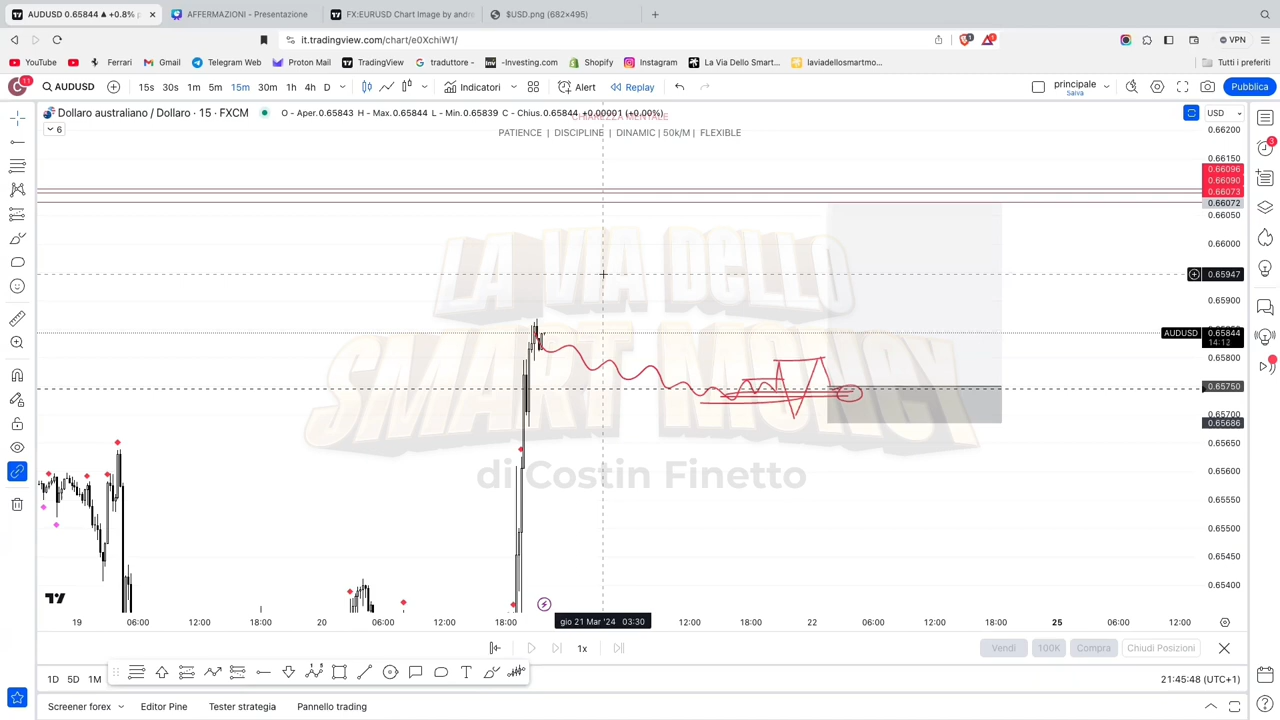 AUDUSD 0.65844 ▲ +0.8% p
AFFERMAZIONI - Presentazione
FX:EURUSD Chart Image by andre
$USD.png (682×495)
it.tradingview.com/chart/e0XchiW1/
VPN
YouTube
Ferrari
Gmail
Telegram Web
Proton Mail
TradingView
traduttore -
-Investing.com
Shopify
Instagram
La Via Dello Smart...
laviadellosmartmo...
Tutti i preferiti
11
AUDUSD
15s 30s 1m 5m 15m 30m 1h 4h D
Indicatori
Alert
Replay
principale
Salva
Pubblica
Dollaro australiano / Dollaro · 15 · FXCM
O - Aper. 0.65843 H - Max. 0.65844 L - Min. 0.65839 C - Chius. 0.65844 +0.00001 (+0.00%)
USD
CHIAREZZA MENTALE
6
PATIENCE | DISCIPLINE | DINAMIC | 50k/M | FLEXIBLE
0.66200
0.66150
0.66096
0.66090
0.66073
0.66072
0.66050
0.66000
0.65947
0.65900
AUDUSD 0.65844
14:12
0.65800
0.65750
0.65700
0.65686
0.65650
0.65600
0.65550
0.65500
0.65450
0.65400
LA VIA DELLO
SMART MONEY
di Costin Finetto
19 06:00 12:00 18:00 20 06:00 12:00 18:00 gio 21 Mar '24 03:30 12:00 18:00 22 06:00 12:00 18:00 25 06:00 12:00 18:00
1x
Vendi
100K
Compra
Chiudi Posizioni
1D 5D 1M
21:45:48 (UTC+1)
Screener forex
Editor Pine
Tester strategia
Pannello trading